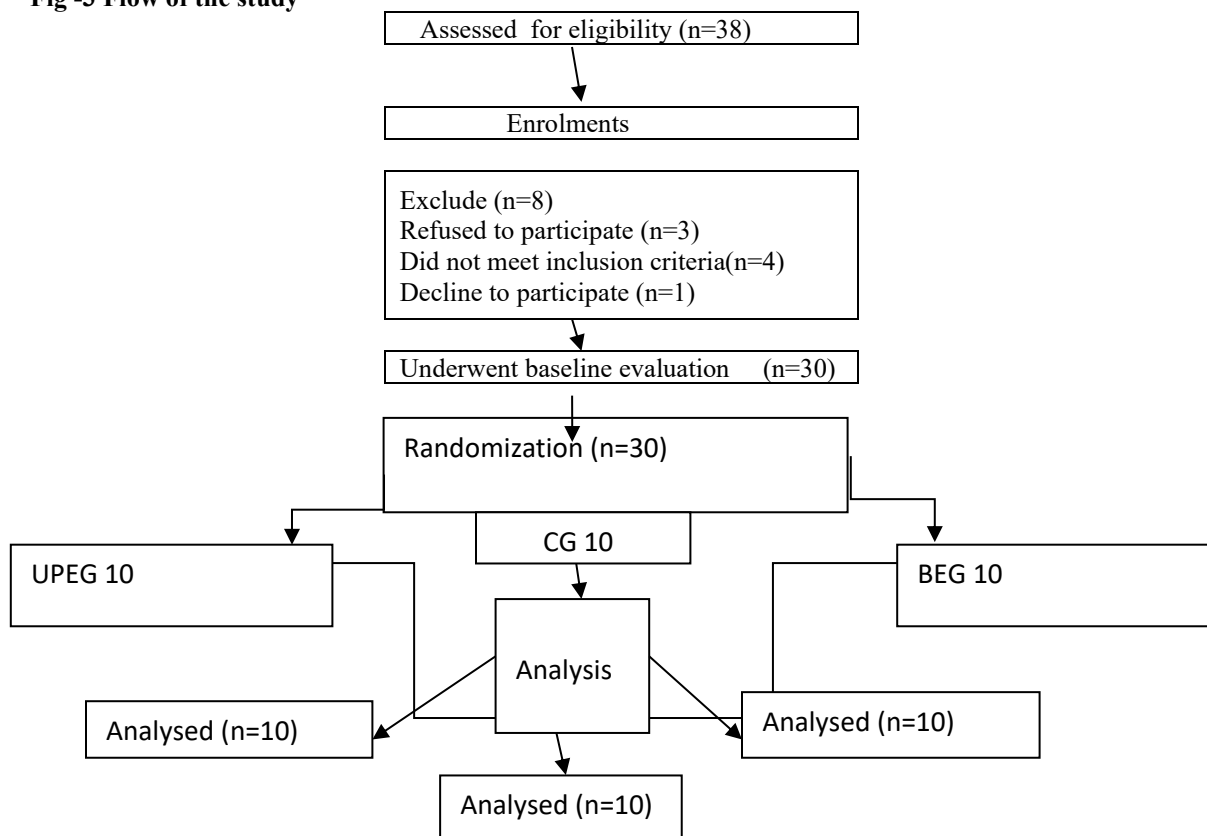 Fig -3 Flow of the study
Assessed for eligibility (n=38)
Enrolments
Exclude (n=8)
Refused to participate (n=3)
Did not meet inclusion criteria(n=4)
Decline to participate (n=1)
Underwent baseline evaluation (n=30)
Randomization (n=30)
CG 10
UPEG 10
BEG 10
Analysis
Analysed (n=10)
Analysed (n=10)
Analysed (n=10)